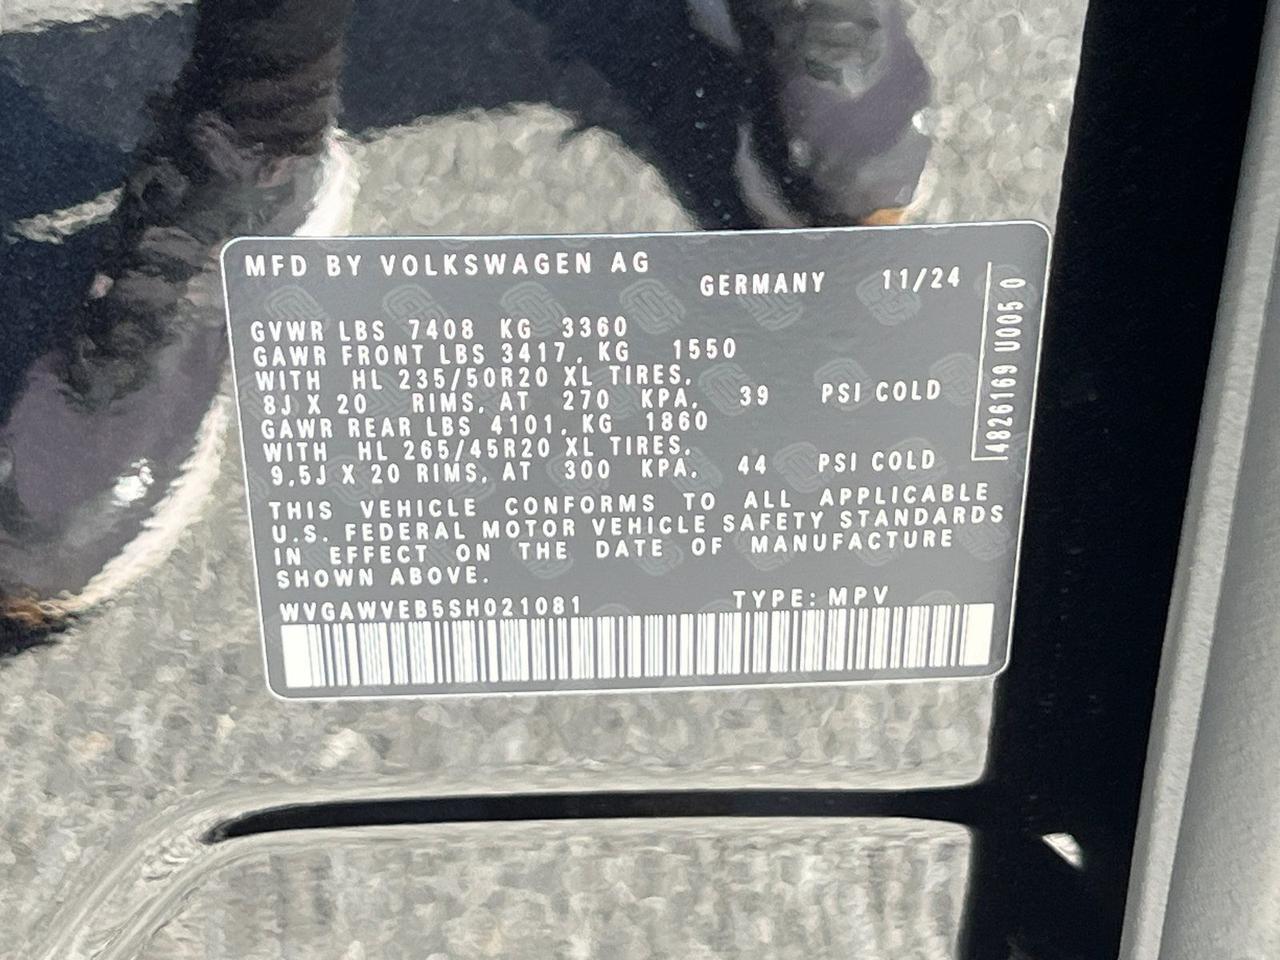 MFD BY VOLKSWAGEN AG
GERMANY 11/24
GVWR LBS 7408 KG 3360
GAWR FRONT LBS 3417, KG 1550
WITH HL 235/50R20 XL TIRES,
8J X 20 RIMS, AT 270 KPA, 39 PSI COLD
GAWR REAR LBS 4101, KG 1860
WITH HL 265/45R20 XL TIRES,
9,5J X 20 RIMS, AT 300 KPA, 44 PSI COLD
THIS VEHICLE CONFORMS TO ALL APPLICABLE
U.S. FEDERAL MOTOR VEHICLE SAFETY STANDARDS
IN EFFECT ON THE DATE OF MANUFACTURE
SHOWN ABOVE.
WVGAWVEB5SH021081 TYPE: MPV
4826169 U005 0